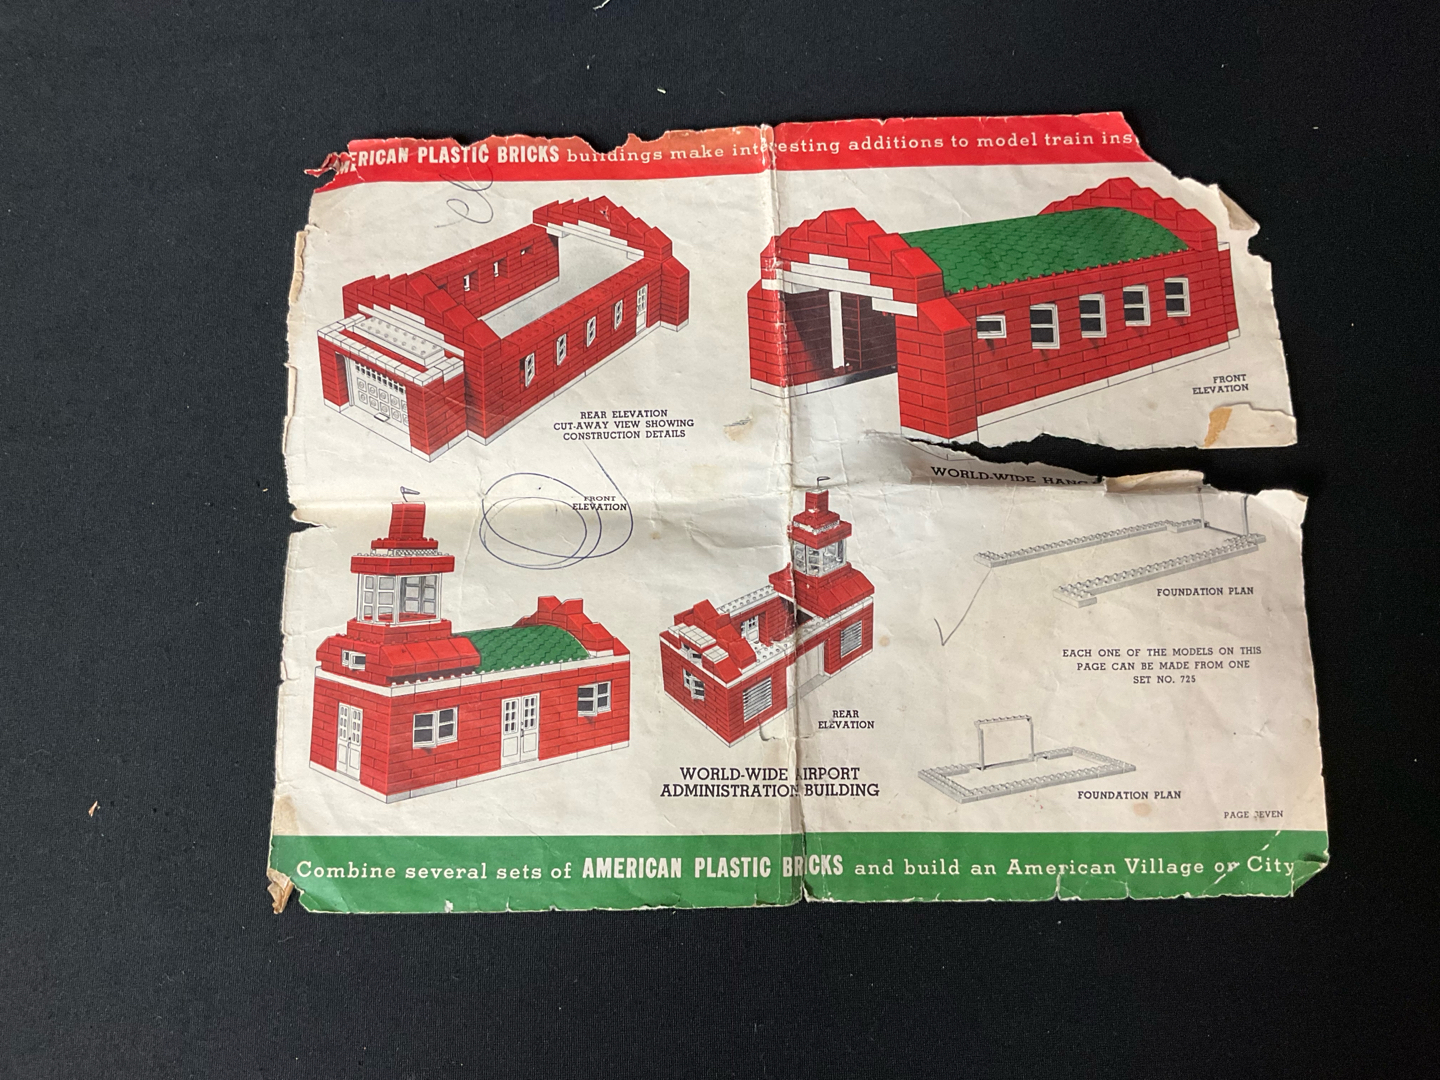 ERICAN PLASTIC BRICKS buildings make interesting additions to model train ins
REAR ELEVATION
CUT-AWAY VIEW SHOWING
CONSTRUCTION DETAILS
FRONT
ELEVATION
WORLD-WIDE HANG
FRONT
ELEVATION
FOUNDATION PLAN
EACH ONE OF THE MODELS ON THIS
PAGE CAN BE MADE FROM ONE
SET NO. 725
REAR
ELEVATION
WORLD-WIDE AIRPORT
ADMINISTRATION BUILDING
FOUNDATION PLAN
PAGE SEVEN
Combine several sets of AMERICAN PLASTIC BRICKS and build an American Village or City